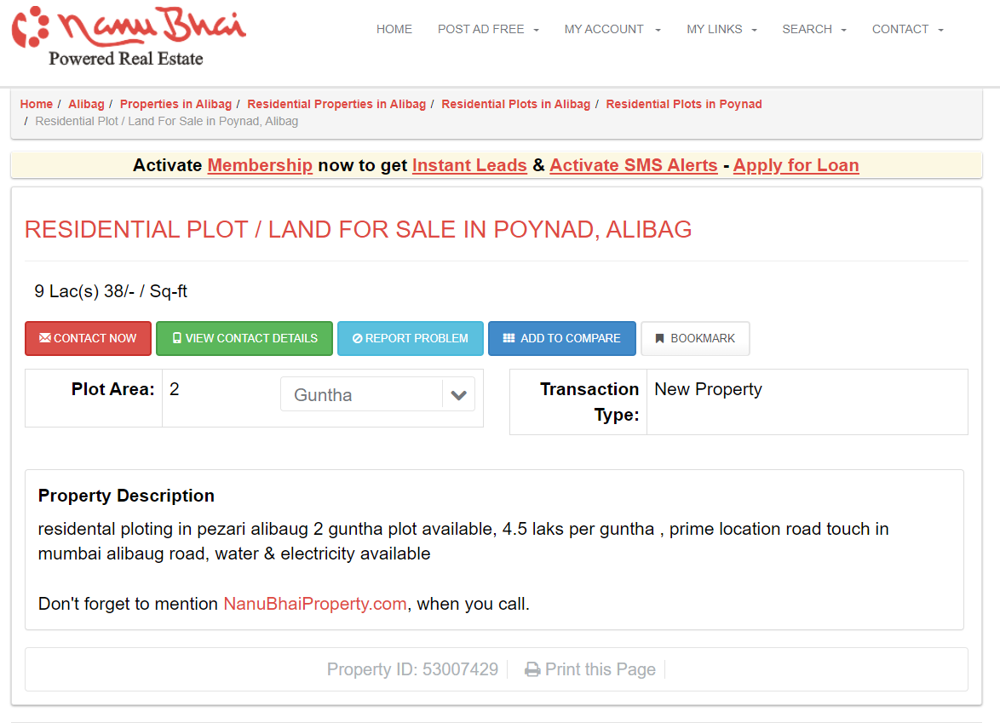 Nanu Bhai
Powered Real Estate
HOME POST AD FREE MY ACCOUNT MY LINKS SEARCH CONTACT
Home / Alibag / Properties in Alibag / Residential Properties in Alibag / Residential Plots in Alibag / Residential Plots in Poynad
/ Residential Plot / Land For Sale in Poynad, Alibag
Activate Membership now to get Instant Leads & Activate SMS Alerts - Apply for Loan
RESIDENTIAL PLOT / LAND FOR SALE IN POYNAD, ALIBAG
9 Lac(s) 38/- / Sq-ft
CONTACT NOW VIEW CONTACT DETAILS REPORT PROBLEM ADD TO COMPARE BOOKMARK
Plot Area: 2 Guntha
Transaction Type: New Property
Property Description
residental ploting in pezari alibaug 2 guntha plot available, 4.5 laks per guntha , prime location road touch in
mumbai alibaug road, water & electricity available
Don't forget to mention NanuBhaiProperty.com, when you call.
Property ID: 53007429 Print this Page